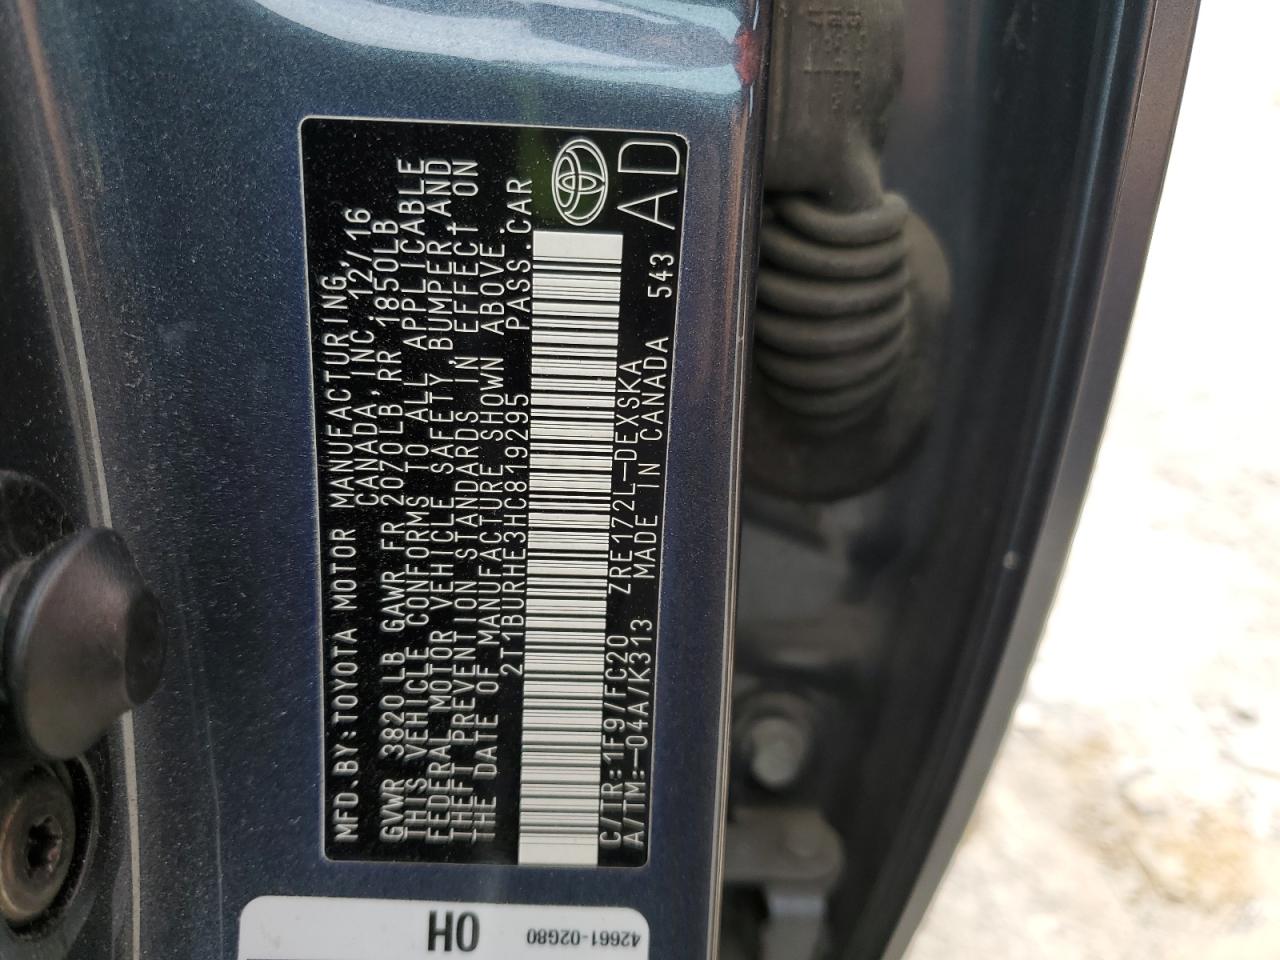 MFD.BY:TOYOTA MOTOR MANUFACTURING,
CANADA, INC. 12/16
GVWR 3820LB GAWR FR 2070LB, RR 1850LB
THIS VEHICLE CONFORMS TO ALL APPLICABLE
FEDERAL MOTOR VEHICLE SAFETY, BUMPER, AND
THEFT PREVENTION STANDARDS IN EFFECT ON
THE DATE OF MANUFACTURE SHOWN ABOVE.
2T1BURHE3HC819295 PASS.CAR
C/TR:1F9/FC20 ZRE172L-DEXSKA
A/TM:-04A/K313 MADE IN CANADA 543
AD
OH
42661-02G80